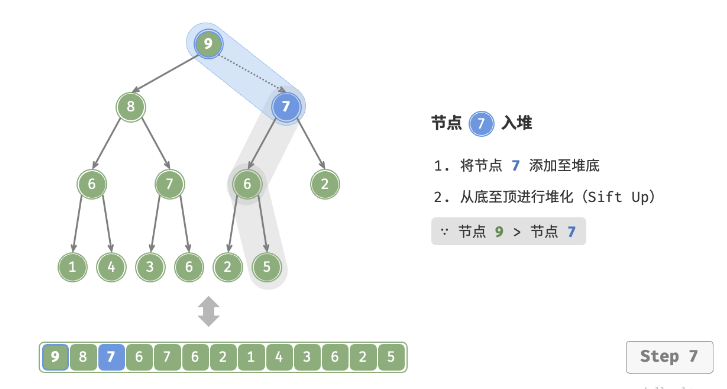 9
8 7
6 7 6 2
1 4 3 6 2 5
9 8 7 6 7 6 2 1 4 3 6 2 5
节点 7 入堆
1. 将节点 7 添加至堆底
2. 从底至顶进行堆化（Sift Up）
∵ 节点 9 > 节点 7
Step 7